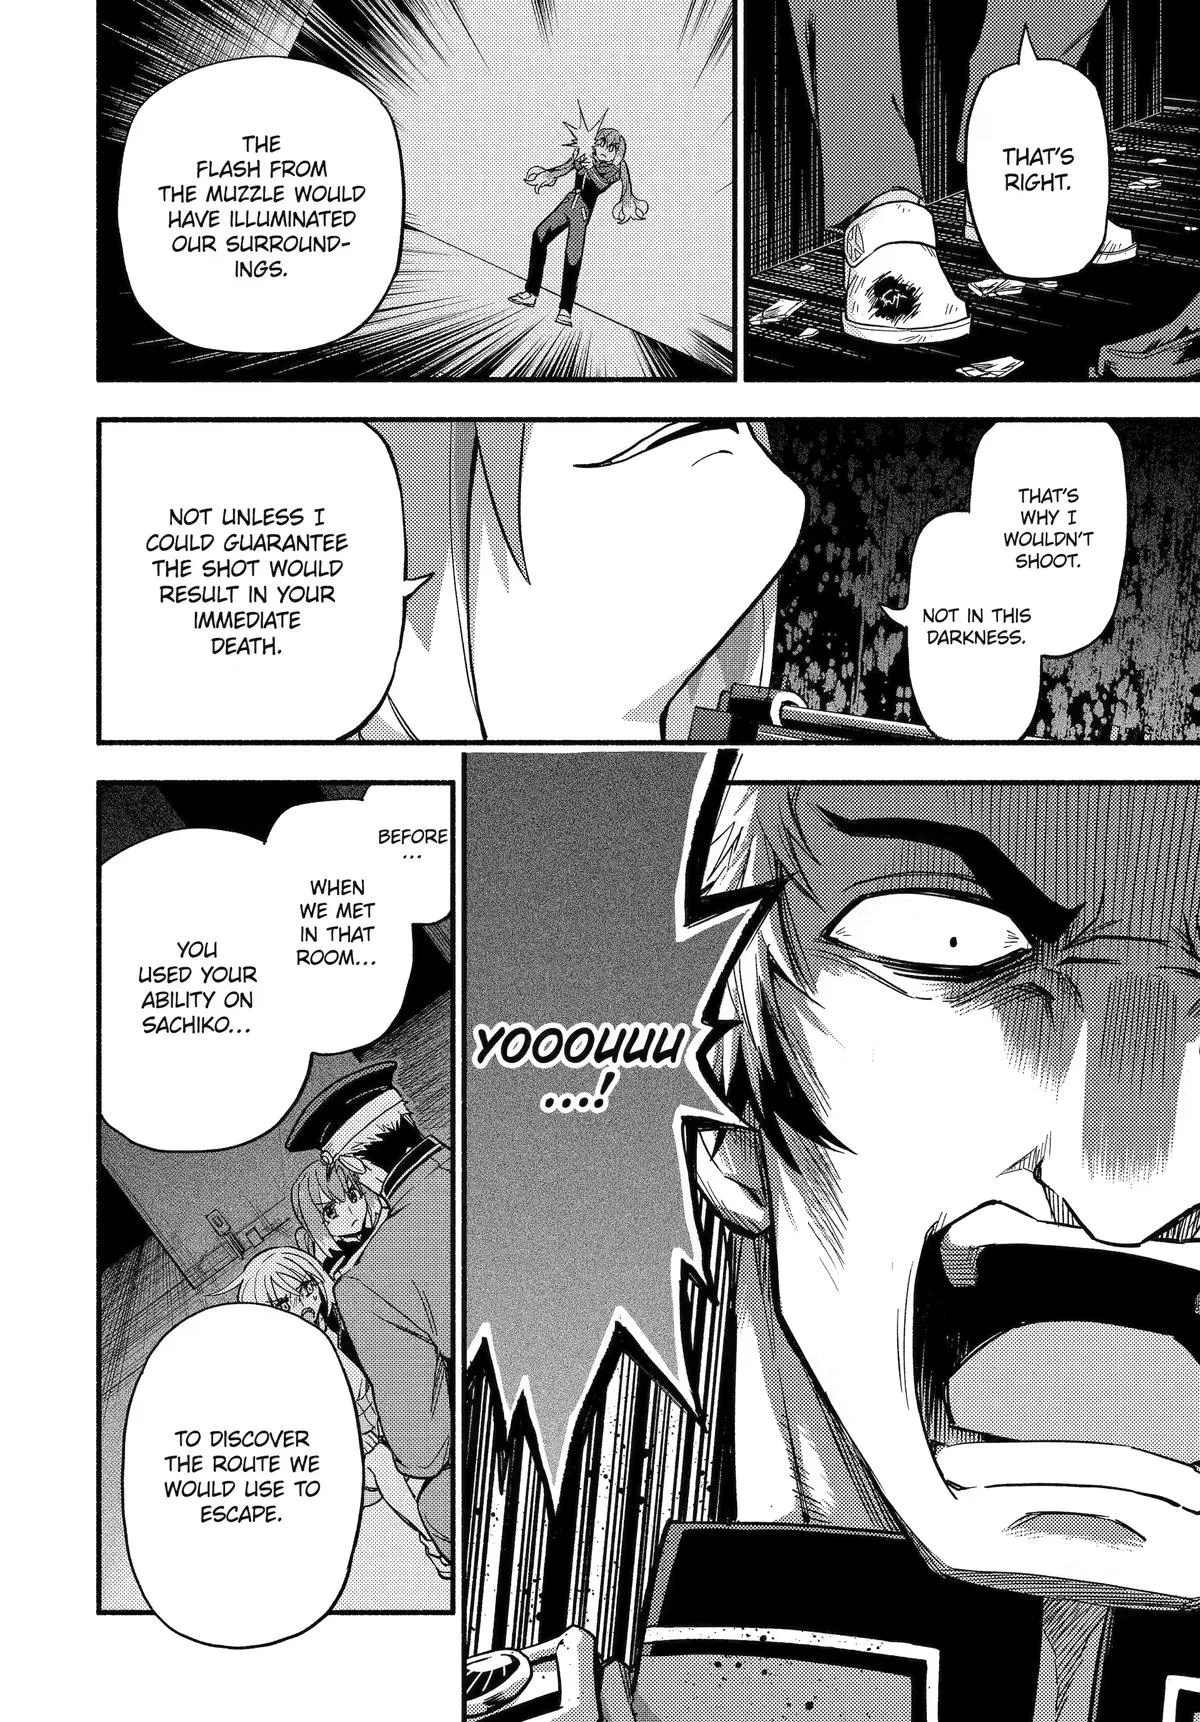 THAT'S
RIGHT.
THE
FLASH FROM
THE MUZZLE WOULD
HAVE ILLUMINATED
OUR SURROUND-
INGS.
THAT'S
WHY I
WOULDN'T
SHOOT.
NOT IN THIS
DARKNESS.
NOT UNLESS I
COULD GUARANTEE
THE SHOT WOULD
RESULT IN YOUR
IMMEDIATE
DEATH.
YOOOUUU
....!
BEFORE
...
WHEN
WE MET
IN THAT
ROOM...
YOU
USED YOUR
ABILITY ON
SACHIKO...
TO DISCOVER
THE ROUTE WE
WOULD USE TO
ESCAPE.